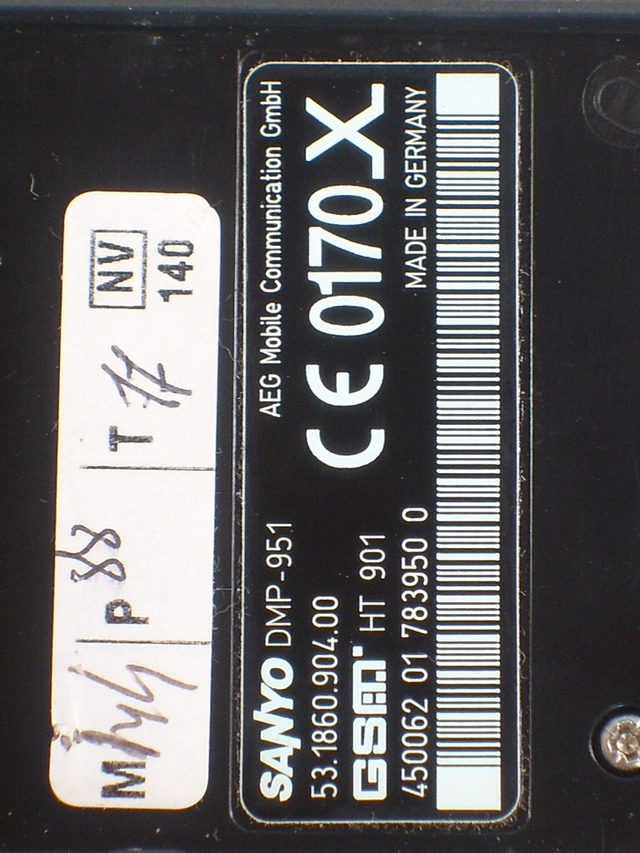 SANYO DMP-951 AEG Mobile Communication GmbH
53.1860.904.00 CE 0170 X
GSM HT 901
450062 01 783950 0 MADE IN GERMANY
M P 88 T 17 NV
140